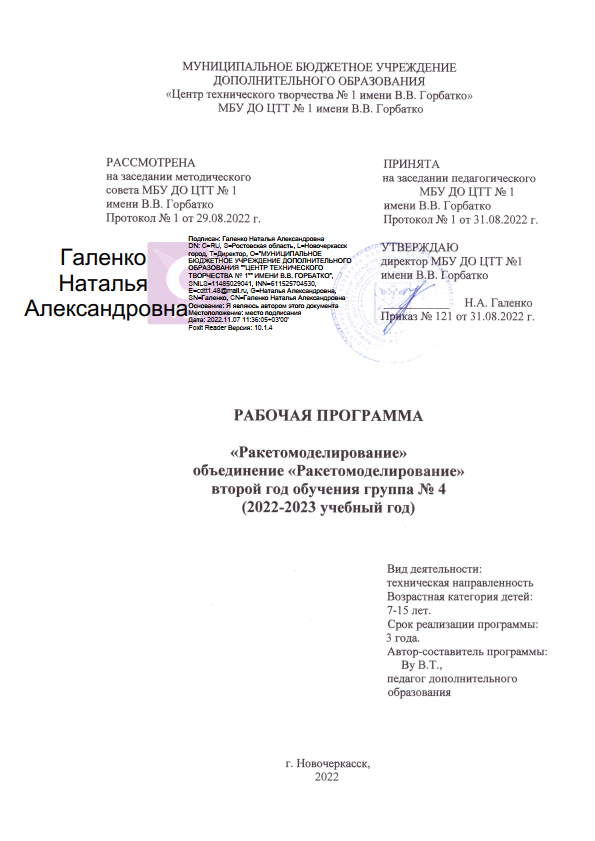 МУНИЦИПАЛЬНОЕ БЮДЖЕТНОЕ УЧРЕЖДЕНИЕ
ДОПОЛНИТЕЛЬНОГО ОБРАЗОВАНИЯ
«Центр технического творчества № 1 имени В.В. Горбатко»
МБУ ДО ЦТТ № 1 имени В.В. Горбатко
РАССМОТРЕНА
на заседании методического
совета МБУ ДО ЦТТ № 1
имени В.В. Горбатко
Протокол № 1 от 29.08.2022 г.
ПРИНЯТА
на заседании педагогического
МБУ ДО ЦТТ № 1
имени В.В. Горбатко
Протокол № 1 от 31.08.2022 г.
Галенко
Наталья
Александровна
Подписан: Галенко Наталья Александровна
DN: C=RU, S=Ростовская область, L=Новочеркасск
город, T=Директор, O="МУНИЦИПАЛЬНОЕ
БЮДЖЕТНОЕ УЧРЕЖДЕНИЕ ДОПОЛНИТЕЛЬНОГО
ОБРАЗОВАНИЯ ""ЦЕНТР ТЕХНИЧЕСКОГО
ТВОРЧЕСТВА № 1"" ИМЕНИ В.В. ГОРБАТКО",
SNILS=11485029041, INN=611525704530,
E=cdtt1.48@mail.ru, G=Наталья Александровна,
SN=Галенко, CN=Галенко Наталья Александровна
Основание: Я являюсь автором этого документа
Местоположение: место подписания
Дата: 2022.11.07 11:36:05+03'00'
Foxit Reader Версия: 10.1.4
УТВЕРЖДАЮ
директор МБУ ДО ЦТТ №1
имени В.В. Горбатко
Н.А. Галенко
Приказ № 121 от 31.08.2022 г.
РАБОЧАЯ ПРОГРАММА
«Ракетомоделирование»
объединение «Ракетомоделирование»
второй год обучения группа № 4
(2022-2023 учебный год)
Вид деятельности:
техническая направленность
Возрастная категория детей:
7-15 лет.
Срок реализации программы:
3 года.
Автор-составитель программы:
Ву В.Т.,
педагог дополнительного
образования
г. Новочеркасск,
2022